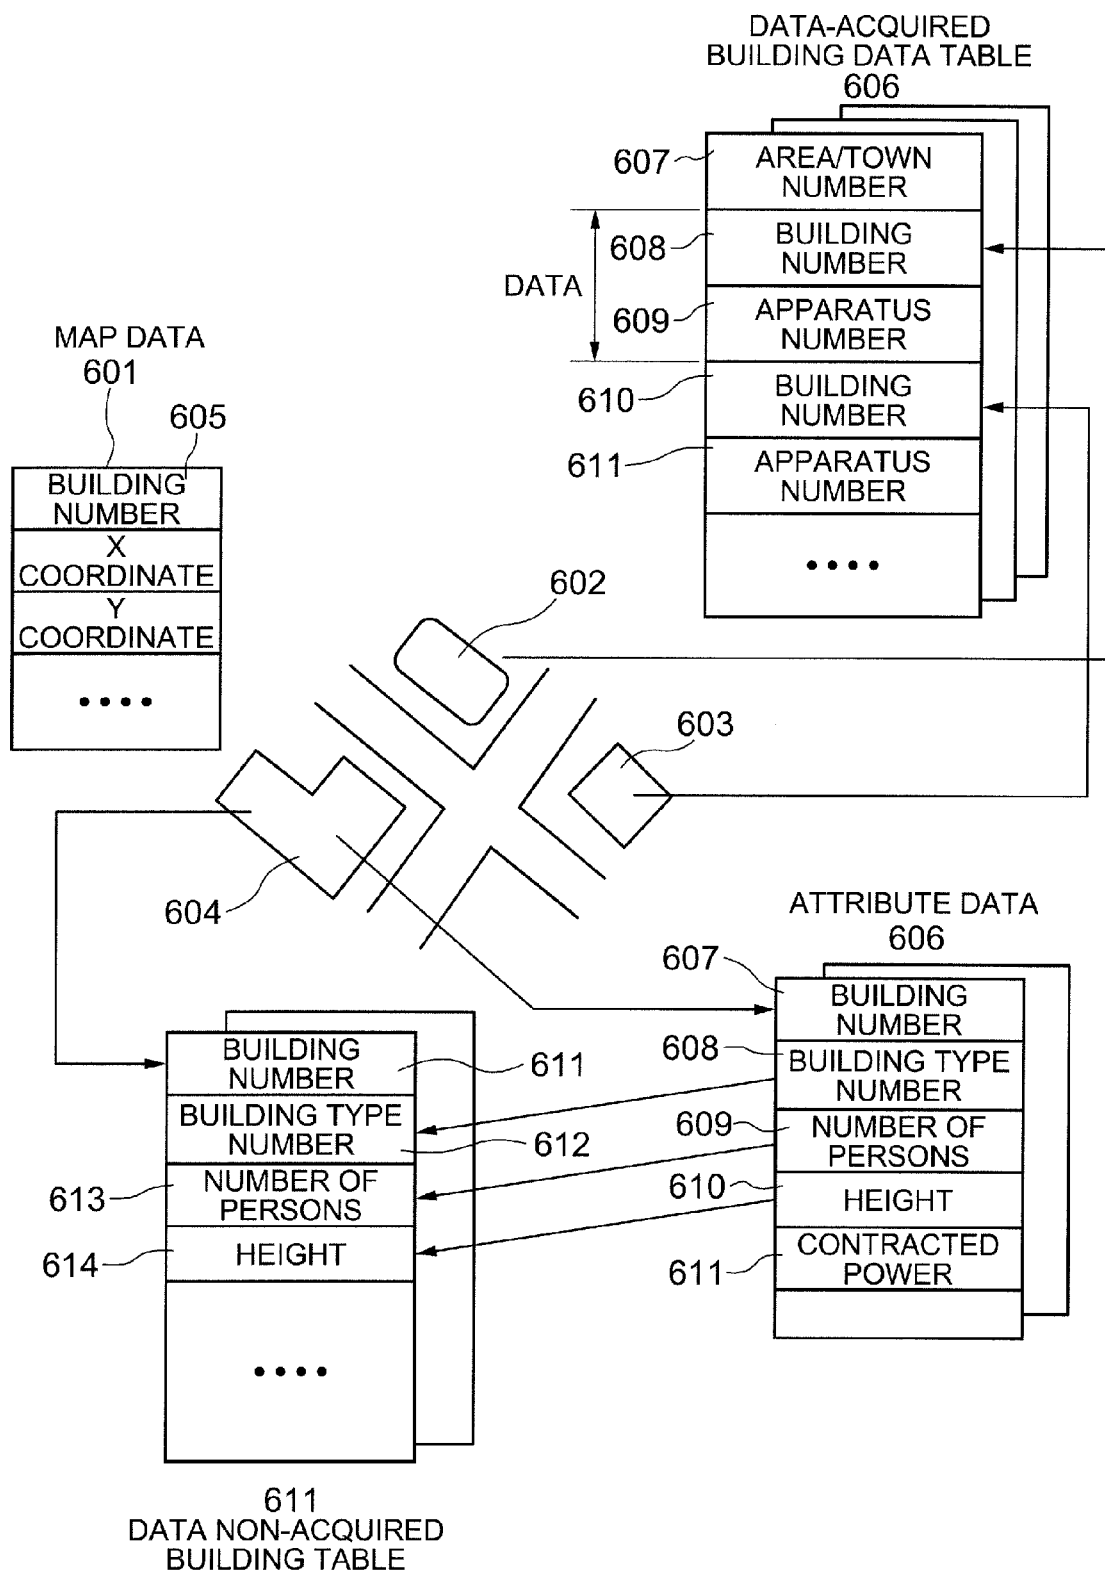 DATA-ACQUIRED
BUILDING DATA TABLE
606
607
AREA/TOWN
NUMBER
608
BUILDING
NUMBER
DATA
609
APPARATUS
NUMBER
610
BUILDING
NUMBER
611
APPARATUS
NUMBER
••••
MAP DATA
601
605
BUILDING
NUMBER
X
COORDINATE
Y
COORDINATE
••••
602
603
604
ATTRIBUTE DATA
606
607
BUILDING
NUMBER
608
BUILDING TYPE
NUMBER
609
NUMBER OF
PERSONS
610
HEIGHT
611
CONTRACTED
POWER
BUILDING
NUMBER
611
BUILDING TYPE
NUMBER
612
613
NUMBER OF
PERSONS
614
HEIGHT
••••
611
DATA NON-ACQUIRED
BUILDING TABLE